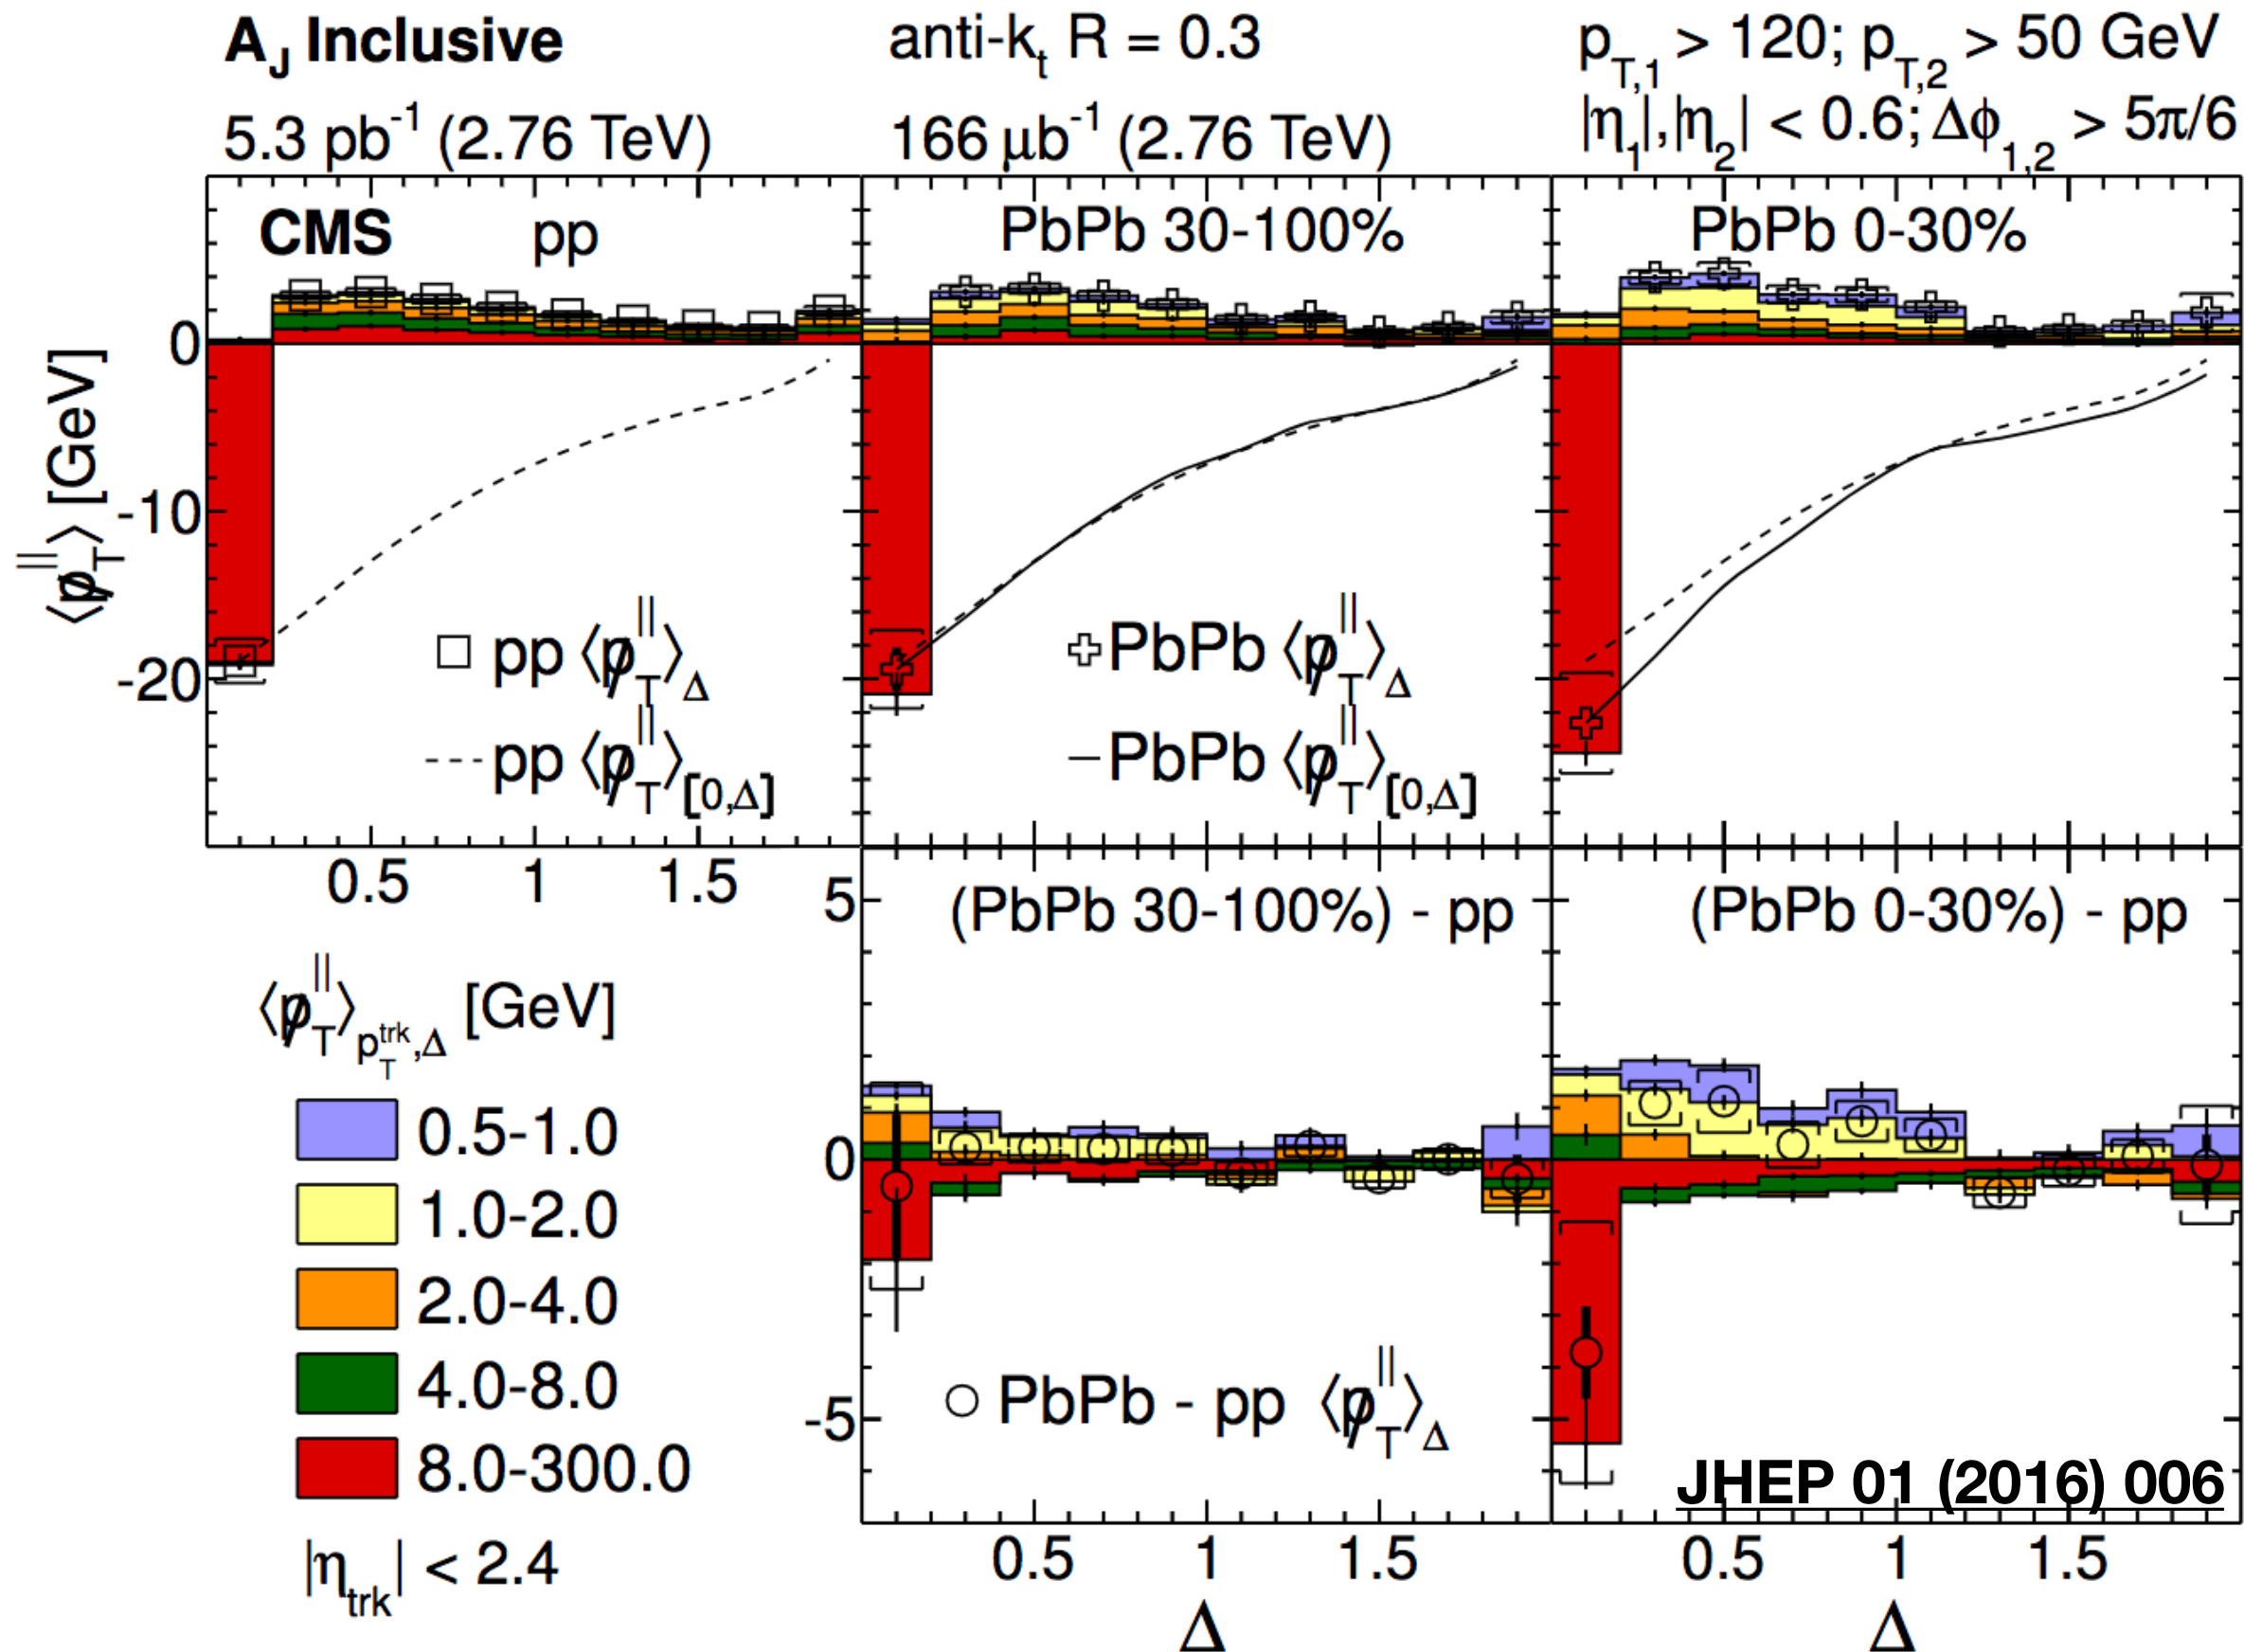 A_J Inclusive
anti-k_t R = 0.3
p_T,1 > 120; p_T,2 > 50 GeV
5.3 pb⁻¹ (2.76 TeV)
166 μb⁻¹ (2.76 TeV)
|η_1|,|η_2| < 0.6; Δϕ_1,2 > 5π/6
CMS pp
PbPb 30-100%
PbPb 0-30%
⟨p̸_T^||⟩ [GeV]
0
-10
-20
pp ⟨p̸_T^||⟩_Δ
pp ⟨p̸_T^||⟩_[0,Δ]
PbPb ⟨p̸_T^||⟩_Δ
PbPb ⟨p̸_T^||⟩_[0,Δ]
0.5 1 1.5
5
0
-5
(PbPb 30-100%) - pp
(PbPb 0-30%) - pp
⟨p̸_T^||⟩_p_T^trk,Δ [GeV]
0.5-1.0
1.0-2.0
2.0-4.0
4.0-8.0
8.0-300.0
|η_trk| < 2.4
PbPb - pp ⟨p̸_T^||⟩_Δ
JHEP 01 (2016) 006
0.5 1 1.5
0.5 1 1.5
Δ
Δ